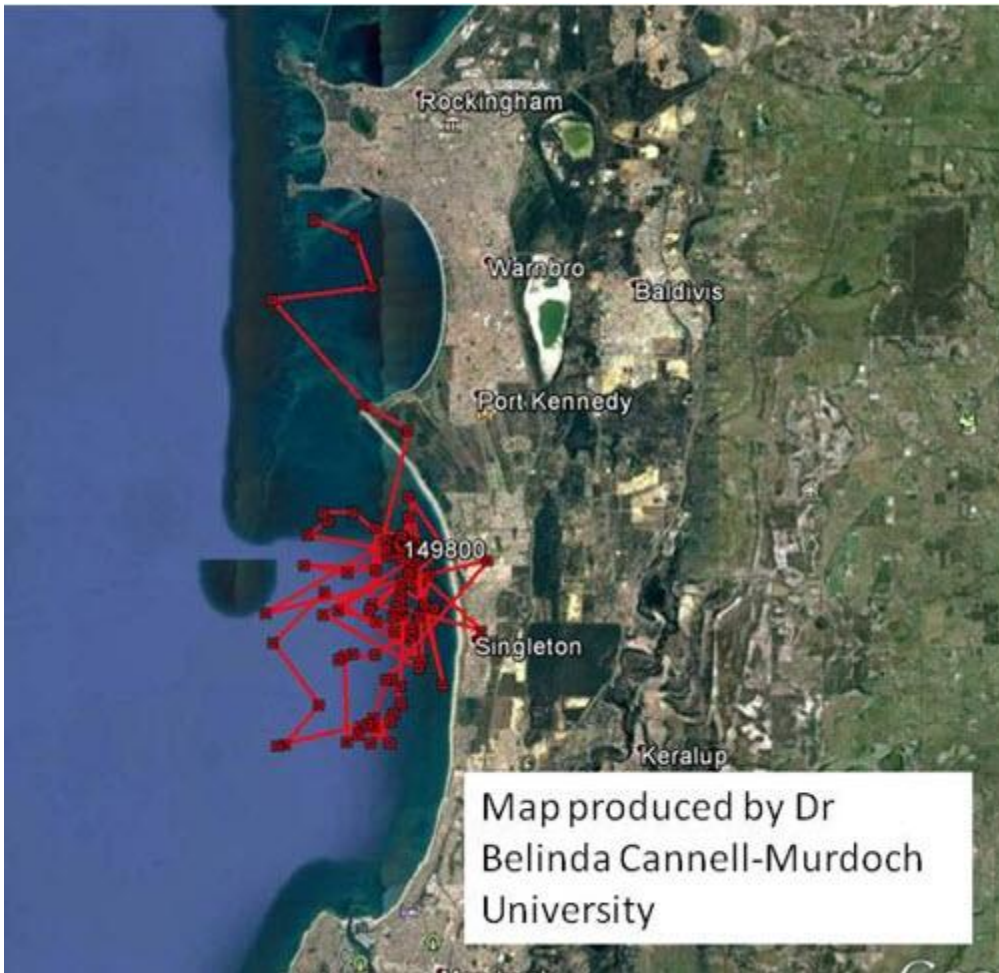 Rockingham
Warnbro
Baldivis
Port Kennedy
149800
Singleton
Keralup
Map produced by Dr
Belinda Cannell-Murdoch
University